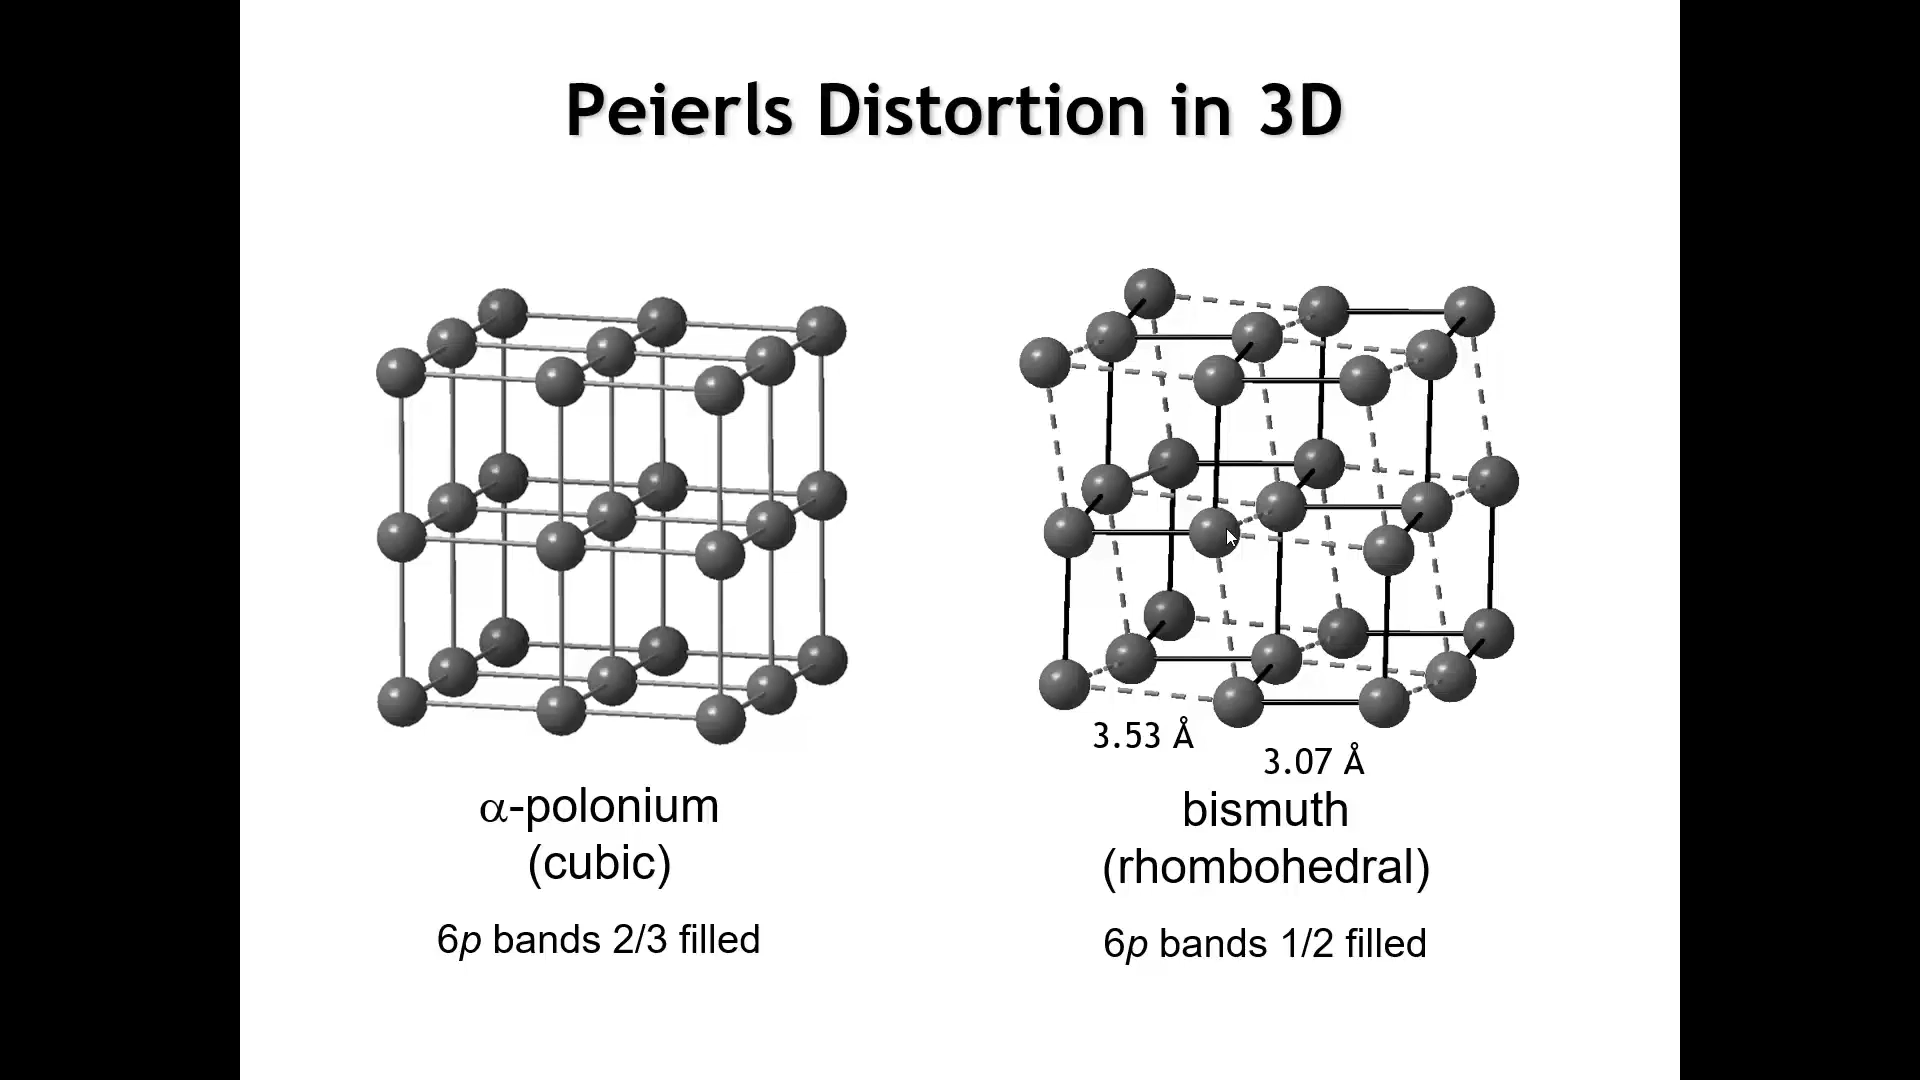 Peierls Distortion in 3D
3.53 Å
3.07 Å
α-polonium
(cubic)
6p bands 2/3 filled
bismuth
(rhombohedral)
6p bands 1/2 filled